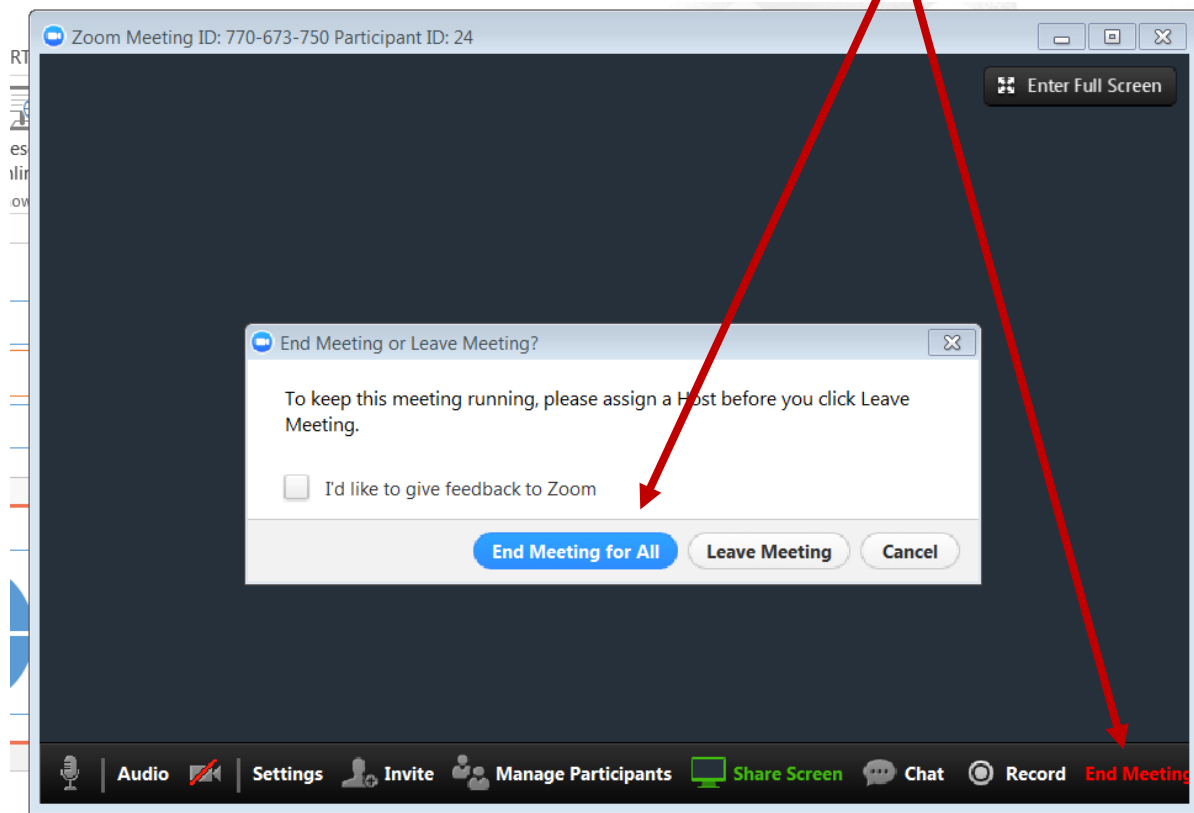 Zoom Meeting ID: 770-673-750 Participant ID: 24
RT
Enter Full Screen
es
End Meeting or Leave Meeting?
To keep this meeting running, please assign a Host before you click Leave
Meeting.
I'd like to give feedback to Zoom
End Meeting for All Leave Meeting Cancel
Audio Settings Invite Manage Participants Share Screen Chat Record End Meeting